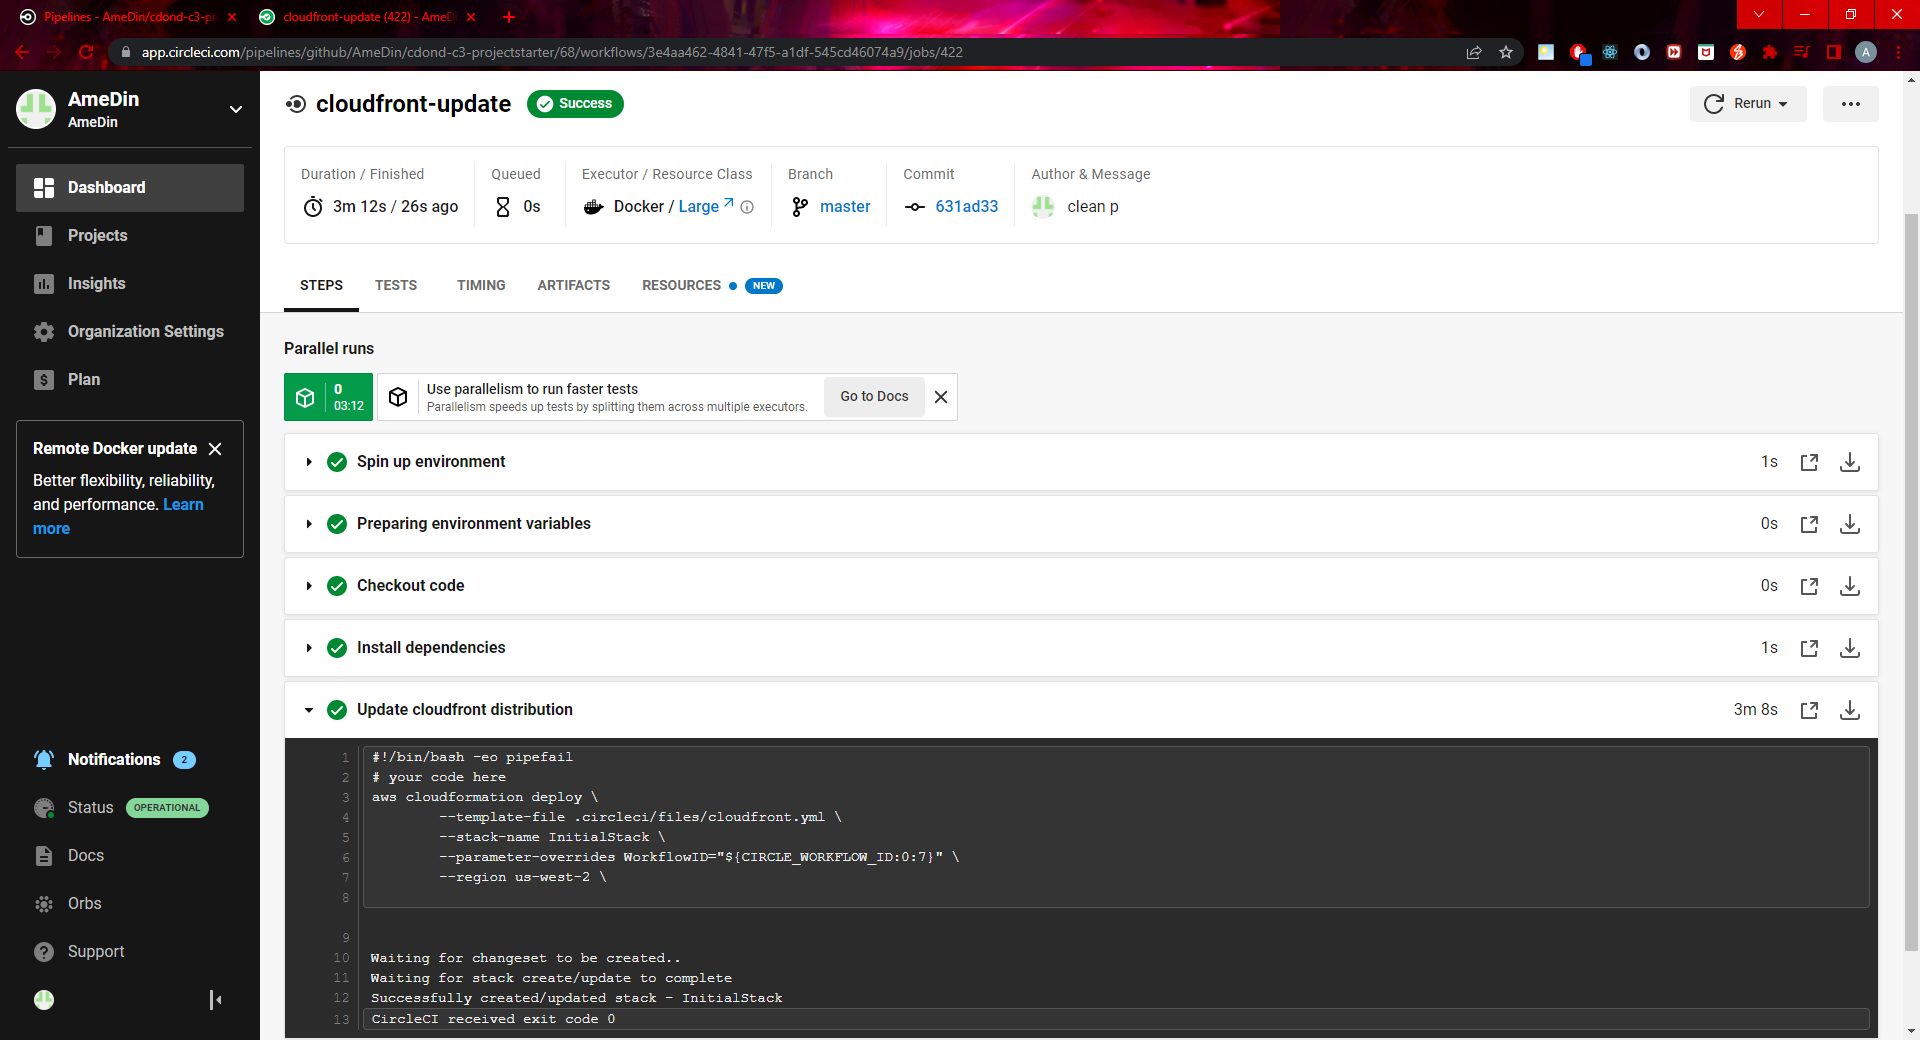 Pipelines - AmeDin/cdond-c3-pr
cloudfront-update (422) - AmeD
app.circleci.com/pipelines/github/AmeDin/cdond-c3-projectstarter/68/workflows/3e4aa462-4841-47f5-a1df-545cd46074a9/jobs/422
A
AmeDin
AmeDin
Dashboard
Projects
Insights
Organization Settings
Plan
Remote Docker update
Better flexibility, reliability,
and performance. Learn
more
Notifications 2
Status OPERATIONAL
Docs
Orbs
Support
cloudfront-update Success
Rerun
Duration / Finished
3m 12s / 26s ago
Queued
0s
Executor / Resource Class
Docker / Large
Branch
master
Commit
631ad33
Author & Message
clean p
STEPS TESTS TIMING ARTIFACTS RESOURCES NEW
Parallel runs
0
03:12
Use parallelism to run faster tests
Parallelism speeds up tests by splitting them across multiple executors.
Go to Docs
Spin up environment 1s
Preparing environment variables 0s
Checkout code 0s
Install dependencies 1s
Update cloudfront distribution 3m 8s
1 #!/bin/bash -eo pipefail
2 # your code here
3 aws cloudformation deploy \
4 --template-file .circleci/files/cloudfront.yml \
5 --stack-name InitialStack \
6 --parameter-overrides WorkflowID="${CIRCLE_WORKFLOW_ID:0:7}" \
7 --region us-west-2 \
8
9
10 Waiting for changeset to be created..
11 Waiting for stack create/update to complete
12 Successfully created/updated stack - InitialStack
13 CircleCI received exit code 0